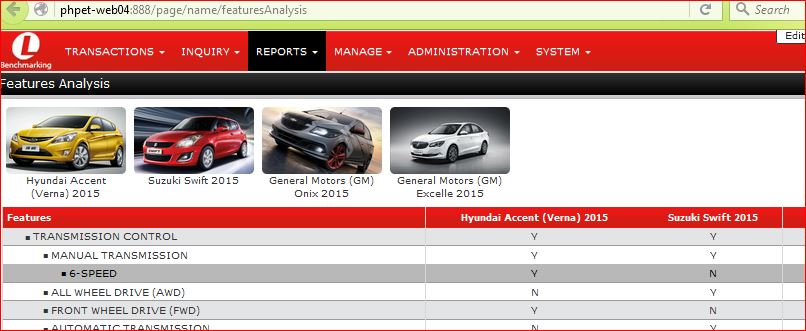 phpet-web04:888/page/name/featuresAnalysis
Search
Edit
L
Benchmarking
TRANSACTIONS
INQUIRY
REPORTS
MANAGE
ADMINISTRATION
SYSTEM
Features Analysis
SWIFT
Hyundai Accent
(Verna) 2015
Suzuki Swift 2015
General Motors (GM)
Onix 2015
General Motors (GM)
Excelle 2015
Features Hyundai Accent (Verna) 2015 Suzuki Swift 2015
TRANSMISSION CONTROL Y Y
MANUAL TRANSMISSION Y Y
6-SPEED Y N
ALL WHEEL DRIVE (AWD) N Y
FRONT WHEEL DRIVE (FWD) Y N
AUTOMATIC TRANSMISSION N Y